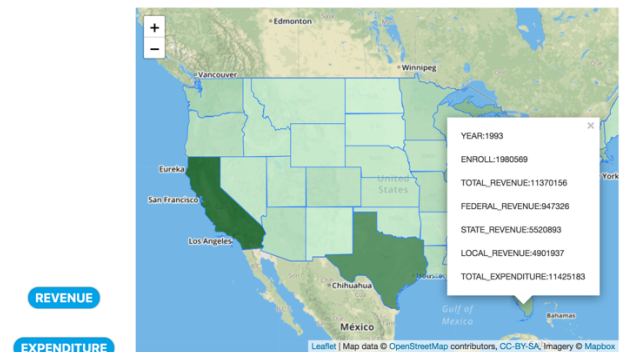 +
−
Edmonton
Winnipeg
Vancouver
×
YEAR:1993
ENROLL:1980569
TOTAL_REVENUE:11370156
FEDERAL_REVENUE:947326
STATE_REVENUE:5520893
LOCAL_REVENUE:4901937
TOTAL_EXPENDITURE:11425183
Eureka
United
States
York
San Francisco
Los Angeles
Chihuahua
REVENUE
Gulf of
Mexico
Bahamas
México
EXPENDITURE
Leaflet | Map data © OpenStreetMap contributors, CC-BY-SA, Imagery © Mapbox